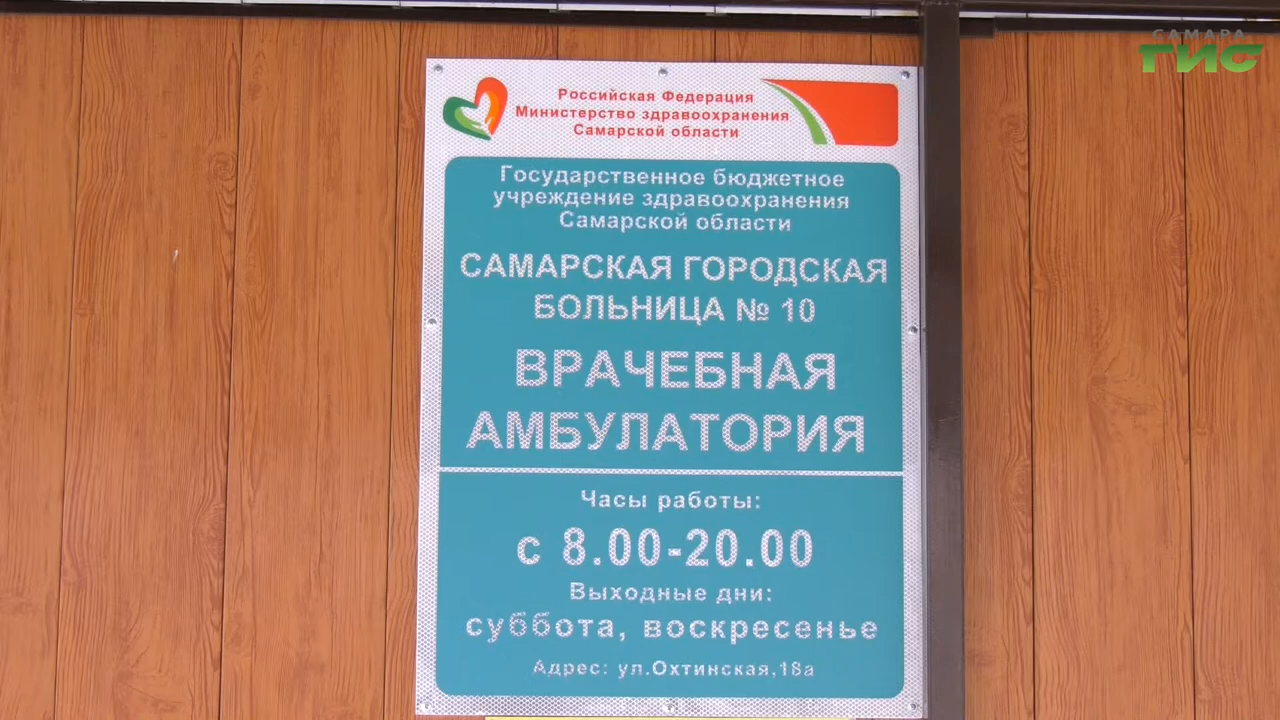 САМАРА
ГИС
Российская Федерация
Министерство здравоохранения
Самарской области
Государственное бюджетное
учреждение здравоохранения
Самарской области
САМАРСКАЯ ГОРОДСКАЯ
БОЛЬНИЦА № 10
ВРАЧЕБНАЯ
АМБУЛАТОРИЯ
Часы работы:
с 8.00-20.00
Выходные дни:
суббота, воскресенье
Адрес: ул.Охтинская,18а